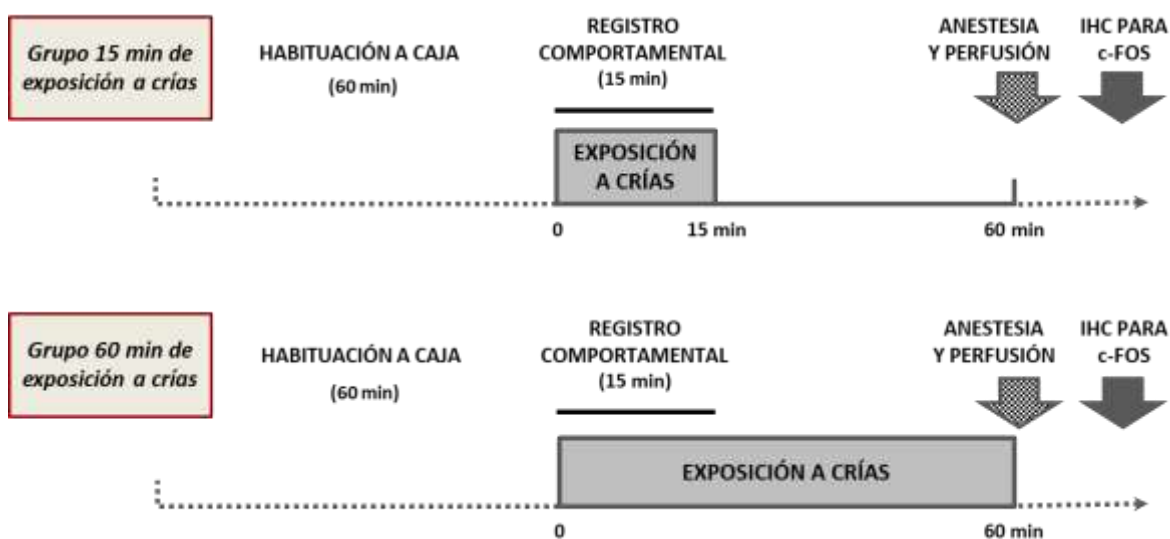 Grupo 15 min de
exposición a crías
HABITUACIÓN A CAJA
(60 min)
REGISTRO
COMPORTAMENTAL
(15 min)
ANESTESIA
Y PERFUSIÓN
IHC PARA
c-FOS
EXPOSICIÓN
A CRÍAS
0
15 min
60 min
Grupo 60 min de
exposición a crías
HABITUACIÓN A CAJA
(60 min)
REGISTRO
COMPORTAMENTAL
(15 min)
ANESTESIA
Y PERFUSIÓN
IHC PARA
c-FOS
EXPOSICIÓN A CRÍAS
0
60 min